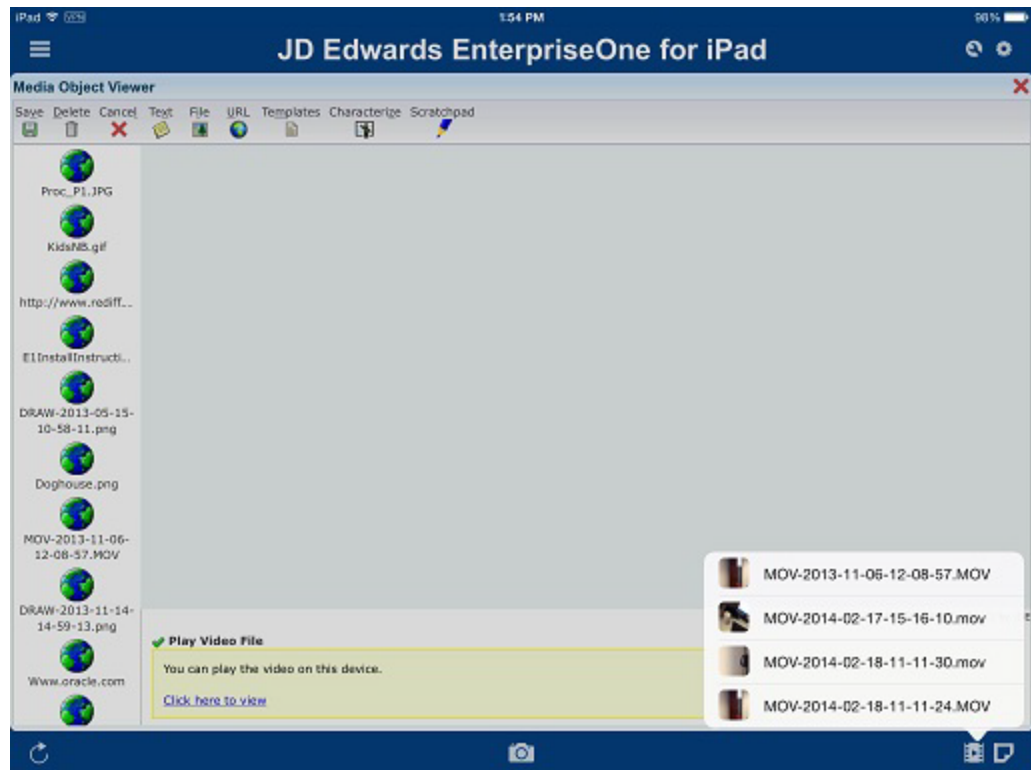 iPad
VPN
1:54 PM
98%
JD Edwards EnterpriseOne for iPad
Media Object Viewer
Save Delete Cancel Text File URL Templates Characterize Scratchpad
Proc_P1.JPG
KidsNB.gif
http://www.rediff...
E1InstallInstructi...
DRAW-2013-05-15-
10-58-11.png
Doghouse.png
MOV-2013-11-06-
12-08-57.MOV
DRAW-2013-11-14-
14-59-13.png
Www.oracle.com
Play Video File
You can play the video on this device.
Click here to view
MOV-2013-11-06-12-08-57.MOV
MOV-2014-02-17-15-16-10.mov
MOV-2014-02-18-11-11-30.mov
MOV-2014-02-18-11-11-24.MOV